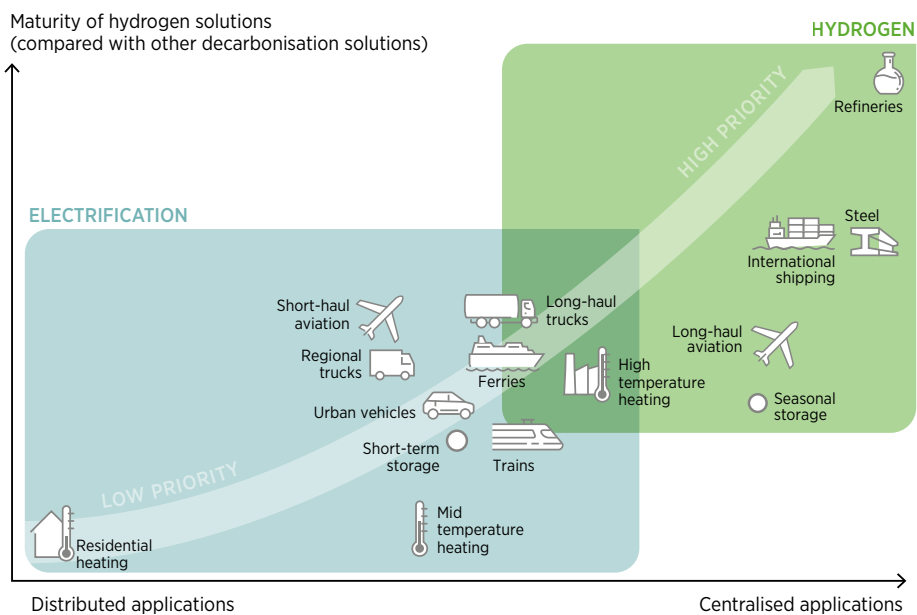 Maturity of hydrogen solutions
(compared with other decarbonisation solutions)
HYDROGEN
HIGH PRIORITY
Refineries
ELECTRIFICATION
Steel
International
shipping
Short-haul
aviation
Long-haul
trucks
Long-haul
aviation
Regional
trucks
Ferries
High
temperature
heating
Urban vehicles
Seasonal
storage
Short-term
storage
Trains
LOW PRIORITY
Mid
temperature
heating
Residential
heating
Distributed applications
Centralised applications